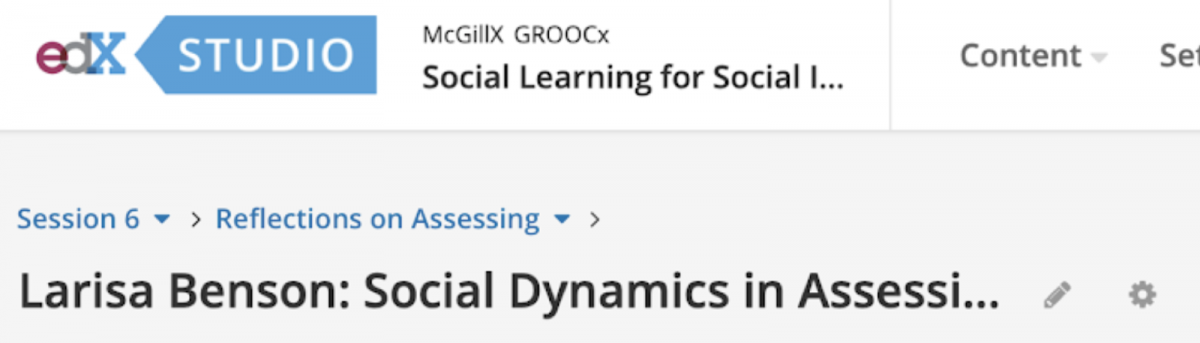 edX STUDIO
McGillX GROOCx
Social Learning for Social I...
Content
Set
Session 6 > Reflections on Assessing >
Larisa Benson: Social Dynamics in Assessi...